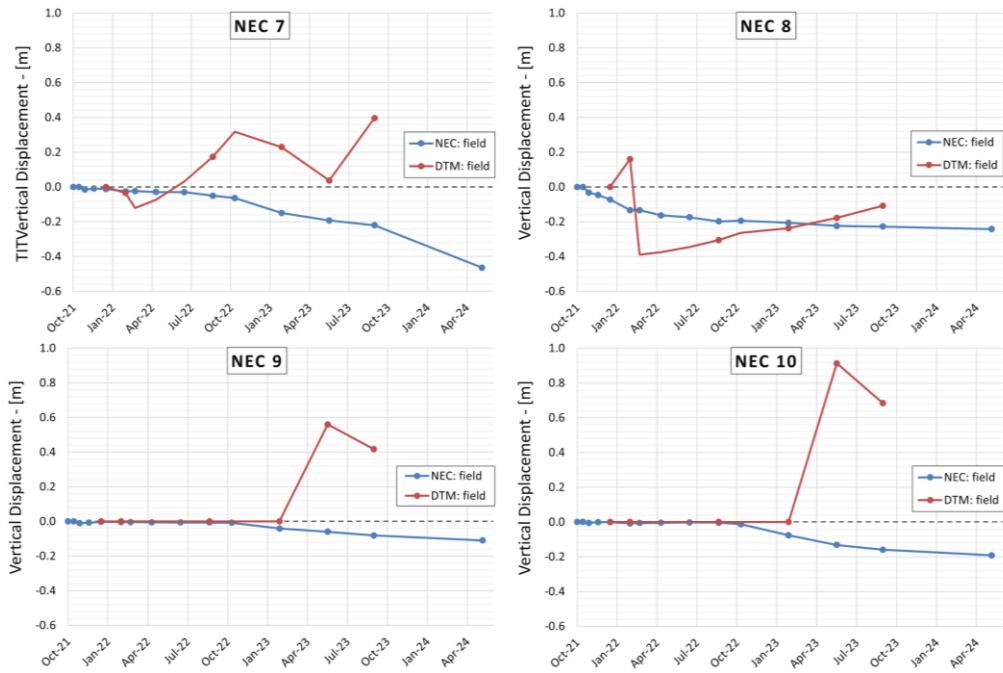 NEC 7
TITVertical Displacement - [m]
1.0
0.8
0.6
0.4
0.2
0.0
-0.2
-0.4
-0.6
NEC: field
DTM: field
Oct-21
Jan-22
Apr-22
Jul-22
Oct-22
Jan-23
Apr-23
Jul-23
Oct-23
Jan-24
Apr-24
NEC 8
Vertical Displacement - [m]
1.0
0.8
0.6
0.4
0.2
0.0
-0.2
-0.4
-0.6
NEC: field
DTM: field
Oct-21
Jan-22
Apr-22
Jul-22
Oct-22
Jan-23
Apr-23
Jul-23
Oct-23
Jan-24
Apr-24
NEC 9
Vertical Displacement - [m]
1.0
0.8
0.6
0.4
0.2
0.0
-0.2
-0.4
-0.6
NEC: field
DTM: field
Oct-21
Jan-22
Apr-22
Jul-22
Oct-22
Jan-23
Apr-23
Jul-23
Oct-23
Jan-24
Apr-24
NEC 10
Vertical Displacement - [m]
1.0
0.8
0.6
0.4
0.2
0.0
-0.2
-0.4
-0.6
NEC: field
DTM: field
Oct-21
Jan-22
Apr-22
Jul-22
Oct-22
Jan-23
Apr-23
Jul-23
Oct-23
Jan-24
Apr-24